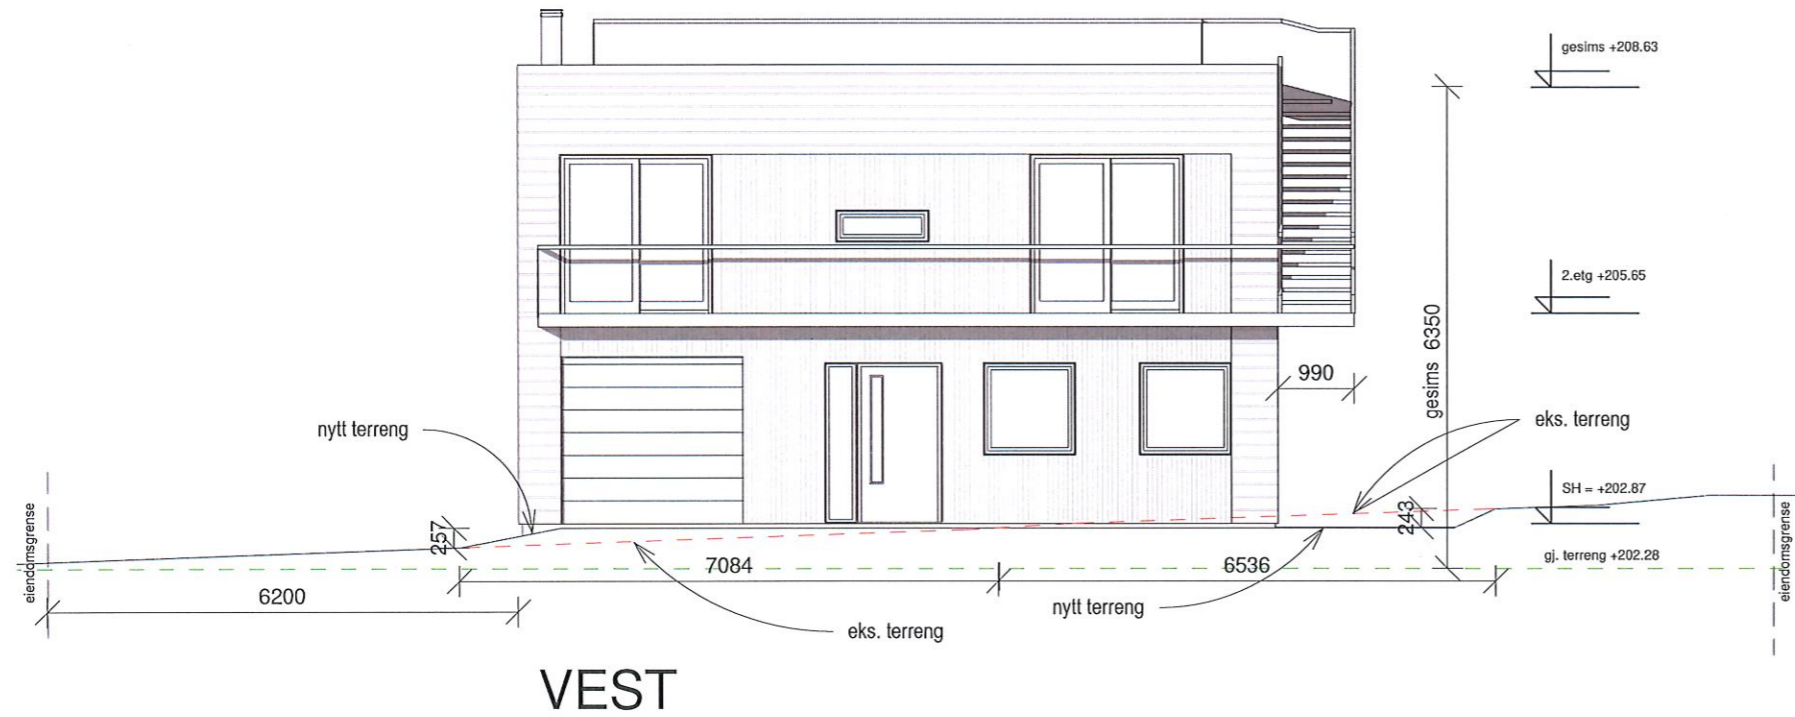 gesims +208.63
2.etg +205.65
gesims 6350
990
nytt terreng
eks. terreng
SH = +202.87
eiendomsgrense
257
243
eiendomsgrense
gj. terreng +202.28
7084
6536
6200
nytt terreng
eks. terreng
VEST